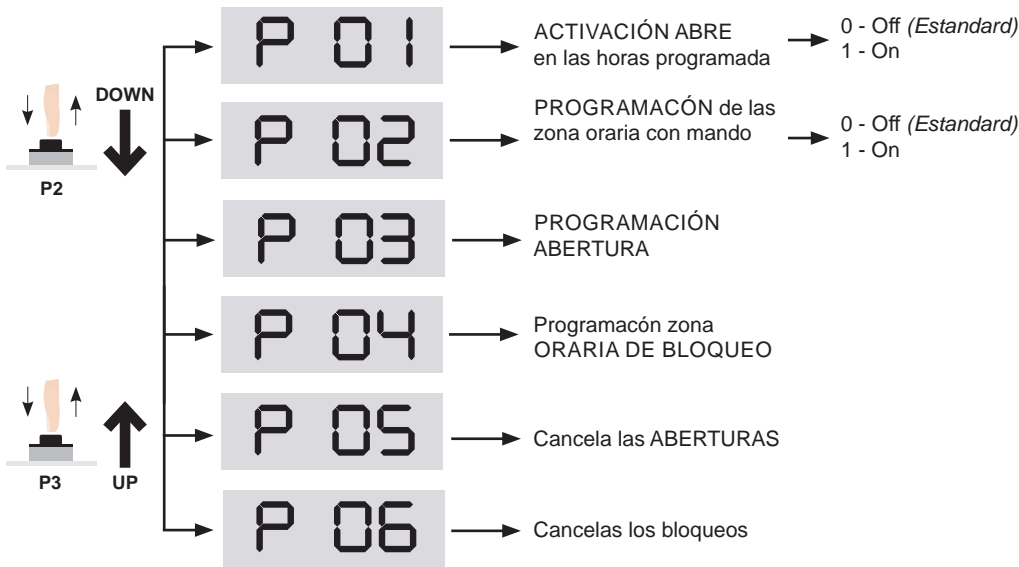 P 01
ACTIVACIÓN ABRE
en las horas programada
0 - Off (Estandard)
1 - On
DOWN
P2
P 02
PROGRAMACÓN de las
zona oraria con mando
0 - Off (Estandard)
1 - On
P 03
PROGRAMACIÓN
ABERTURA
P 04
Programacón zona
ORARIA DE BLOQUEO
P3
UP
P 05
Cancela las ABERTURAS
P 06
Cancelas los bloqueos